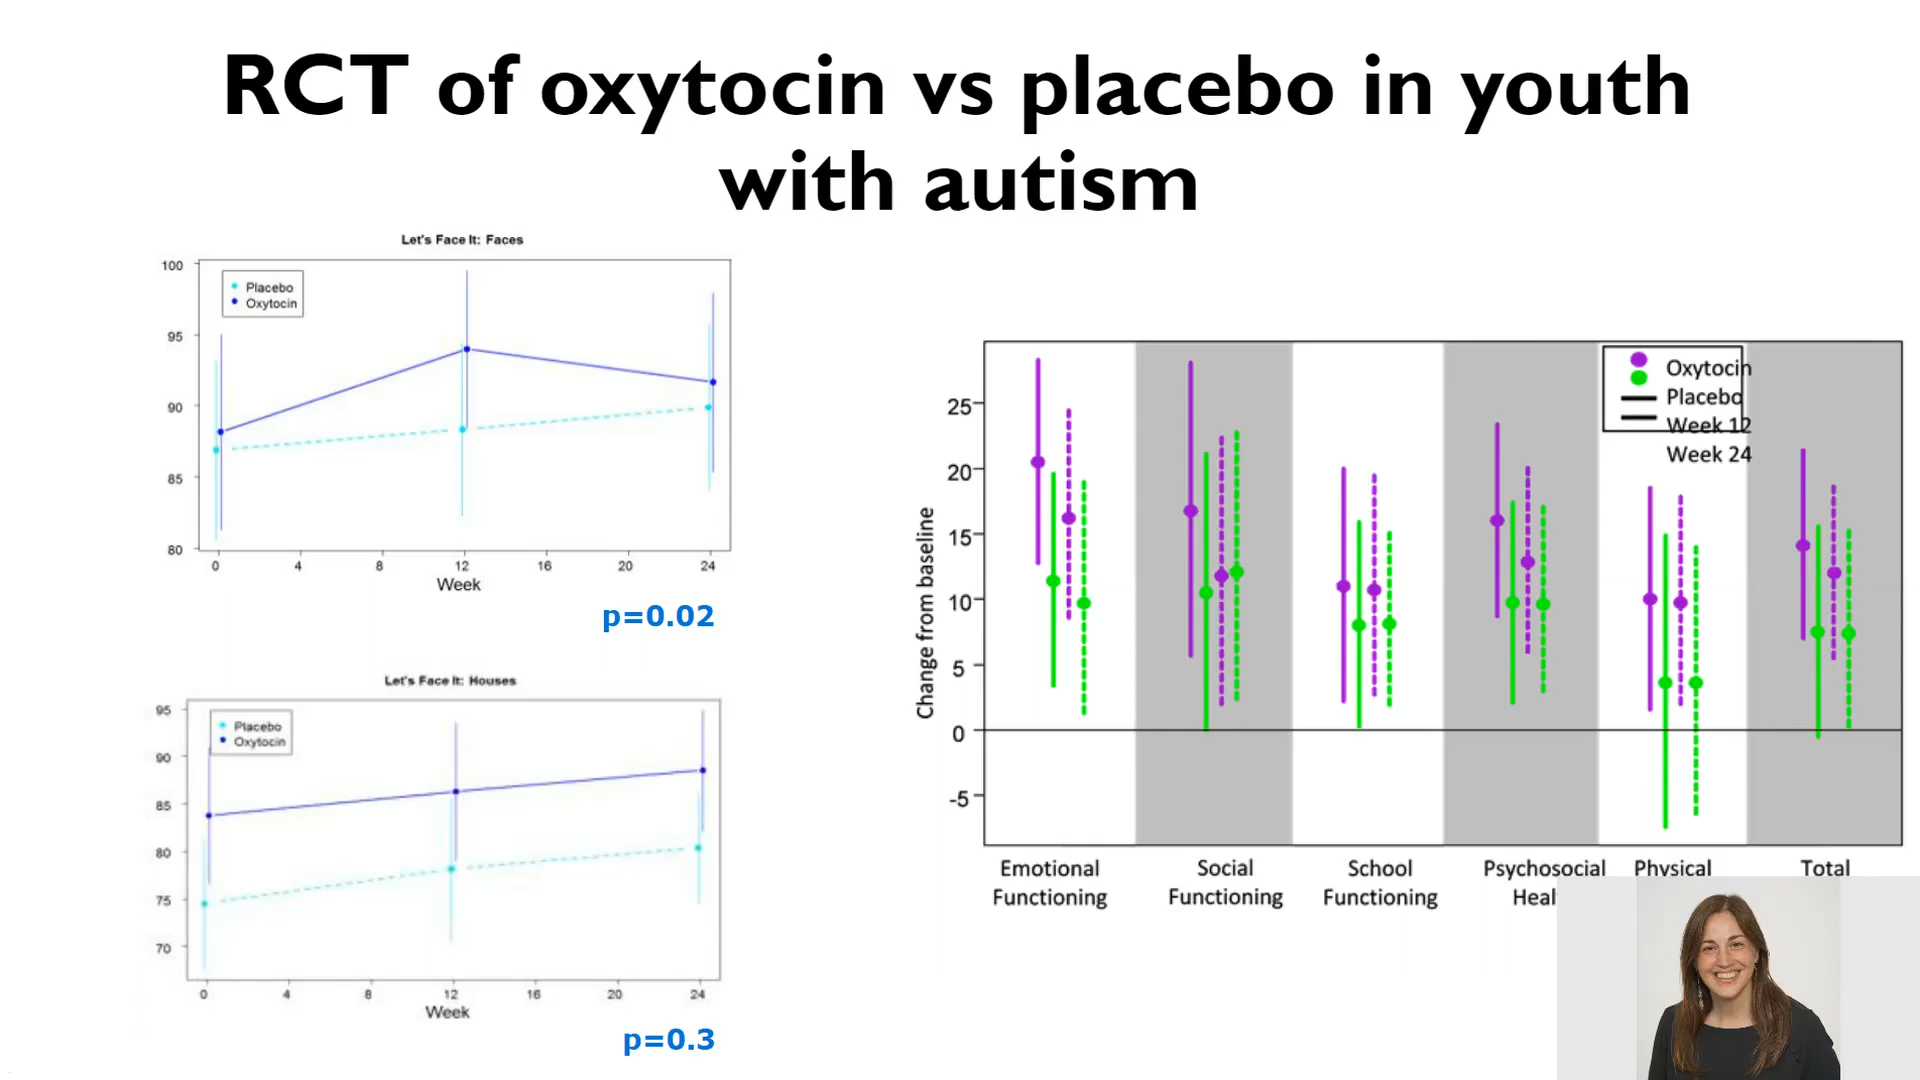 RCT of oxytocin vs placebo in youth
with autism
Let's Face It: Faces
100
95
90
85
80
Placebo
Oxytocin
0 4 8 12 16 20 24
Week
p=0.02
Let's Face It: Houses
95
90
85
80
75
70
Placebo
Oxytocin
0 4 8 12 16 20 24
Week
p=0.3
Change from baseline
25
20
15
10
5
0
-5
Oxytocin
Placebo
Week 12
Week 24
Emotional Functioning
Social Functioning
School Functioning
Psychosocial
Physical
Total